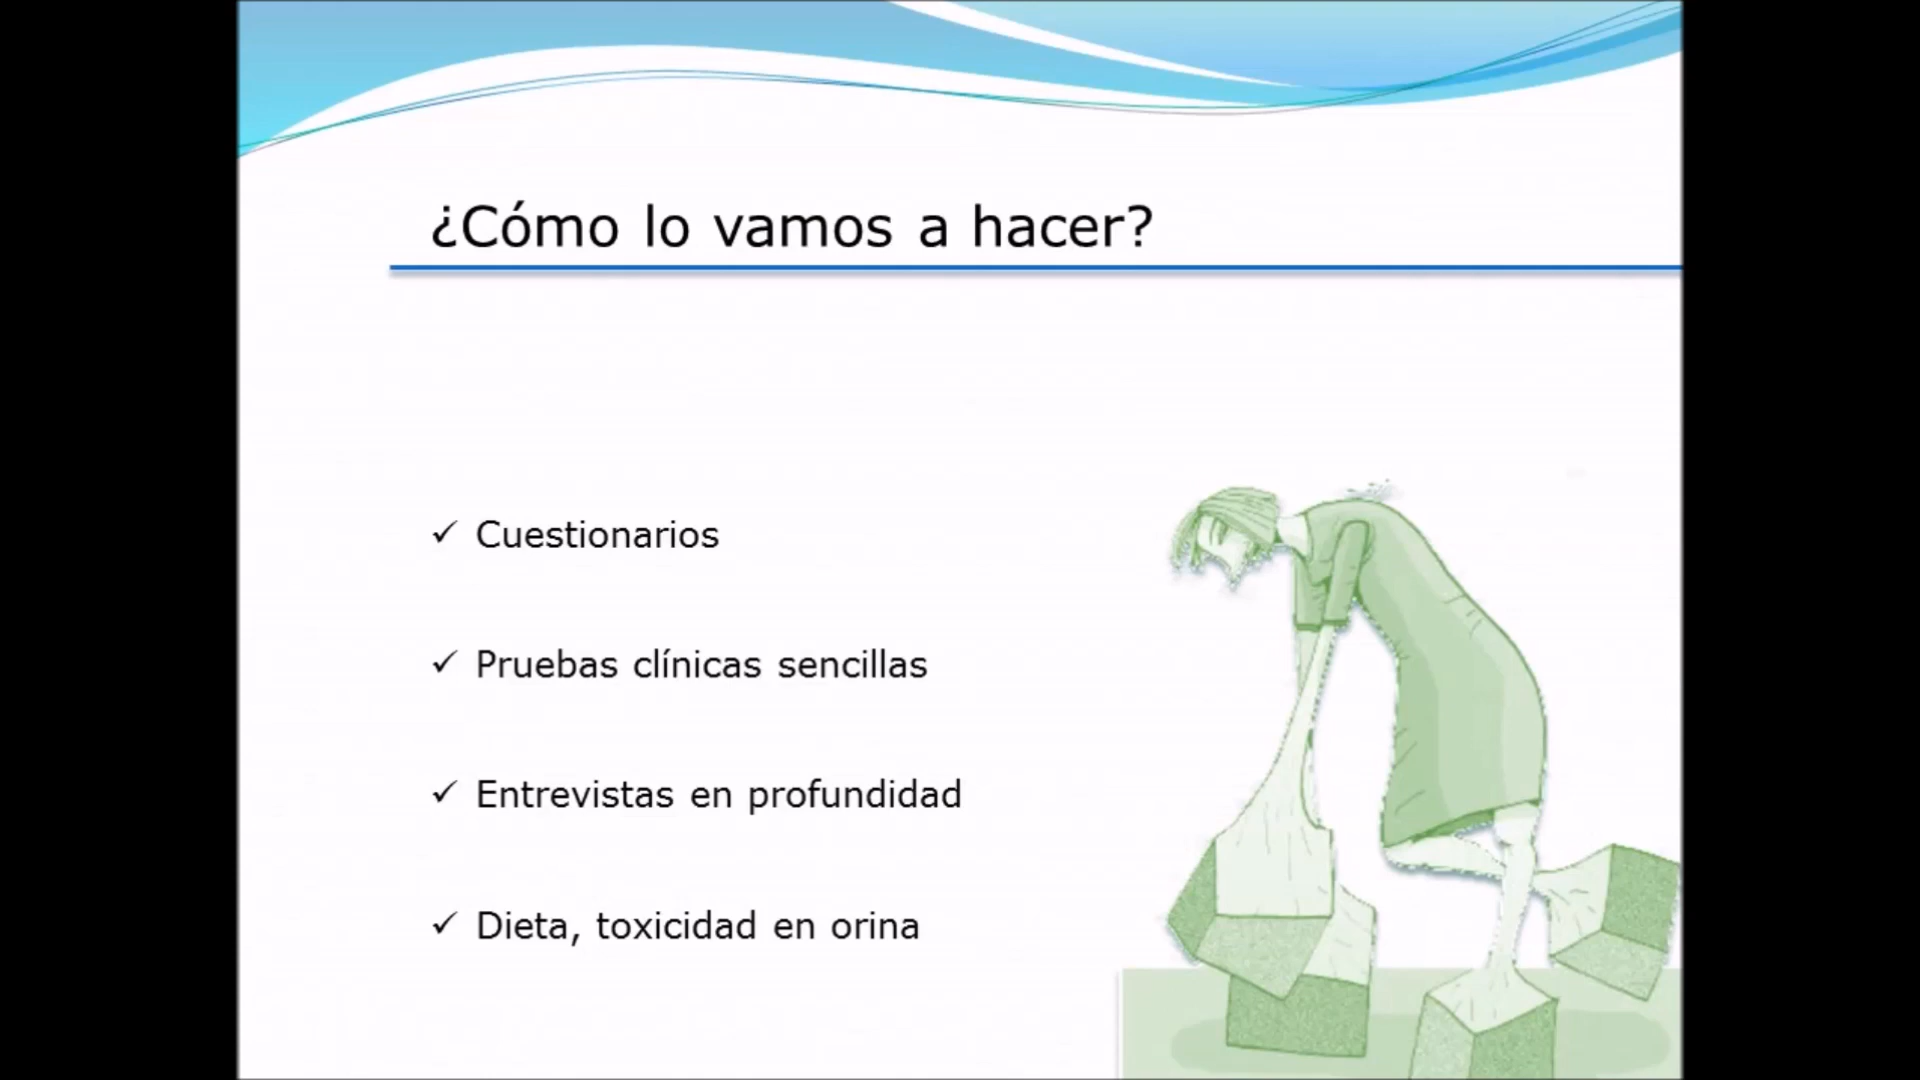 ¿Cómo lo vamos a hacer?
✓ Cuestionarios
✓ Pruebas clínicas sencillas
✓ Entrevistas en profundidad
✓ Dieta, toxicidad en orina